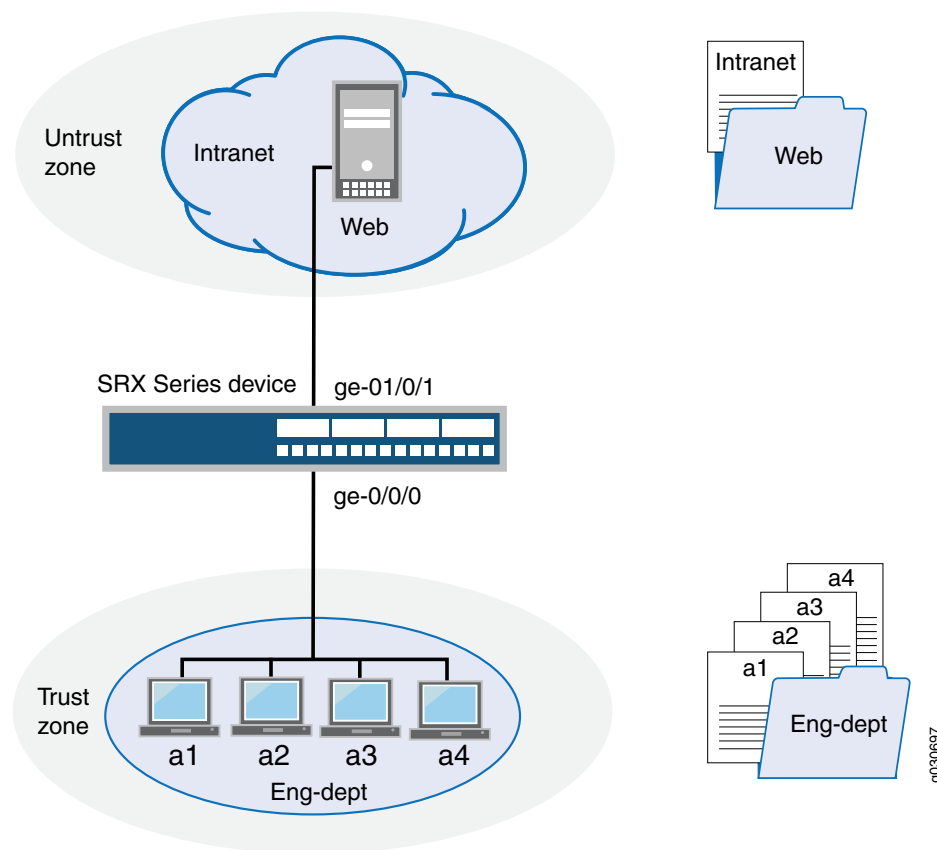 Intranet
Untrust
zone
Intranet
Web
Web
SRX Series device
ge-01/0/1
ge-0/0/0
a4
a3
a2
a1
Trust
zone
Eng-dept
a1
a2
a3
a4
Eng-dept
g030697